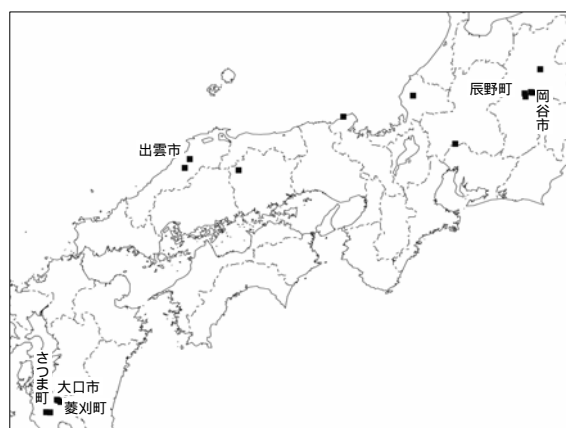 辰野町
岡谷市
出雲市
さつま町
大口市
菱刈町